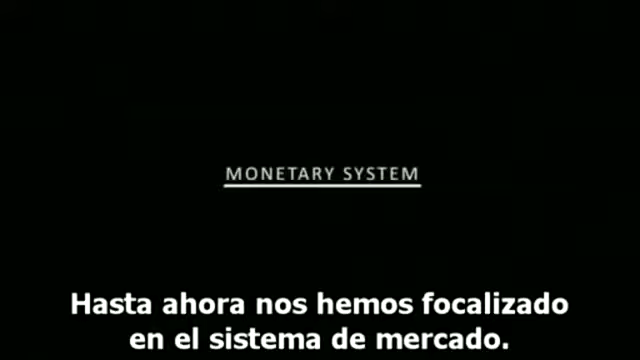 MONETARY SYSTEM
Hasta ahora nos hemos focalizado
en el sistema de mercado.